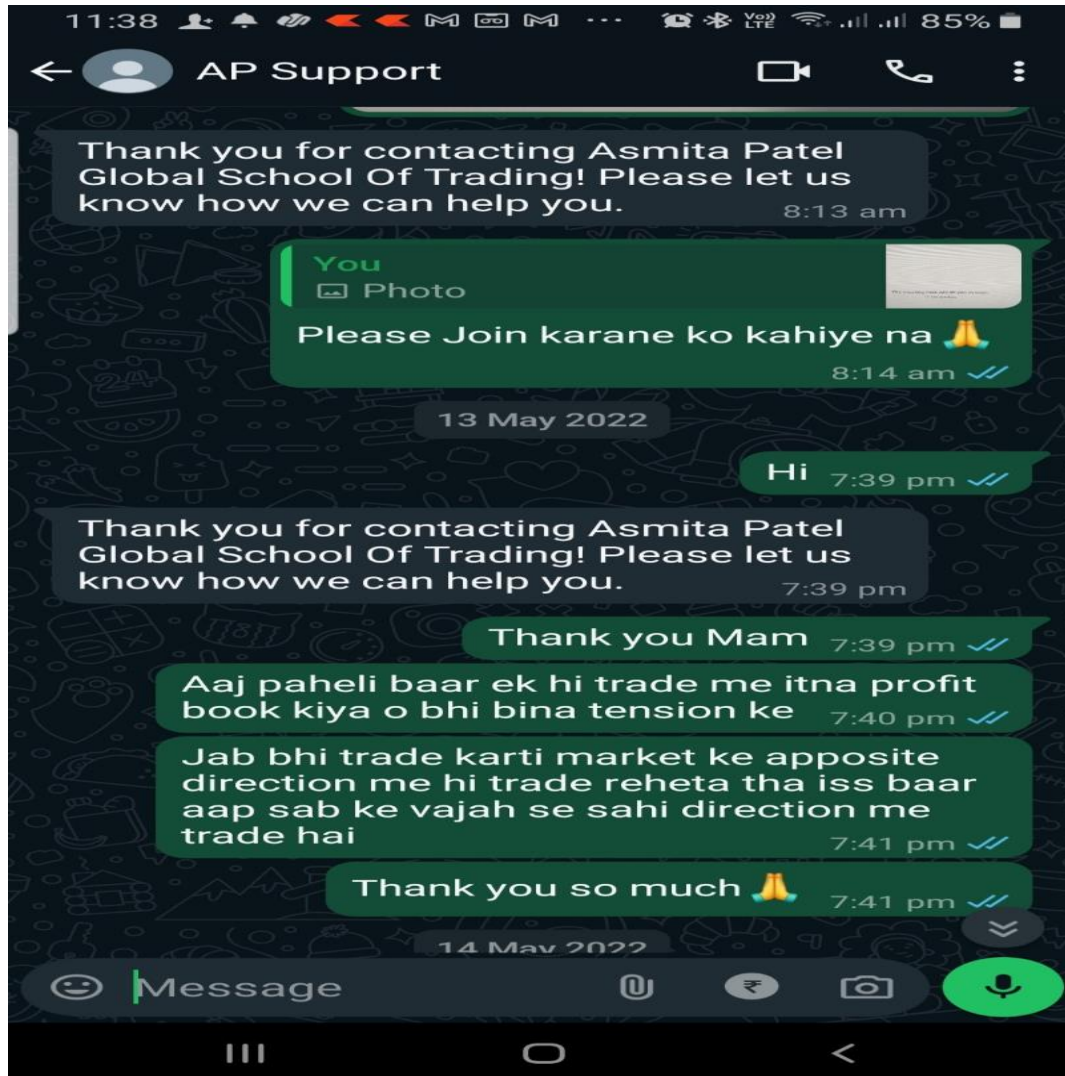 11:38 85%
AP Support
Thank you for contacting Asmita Patel
Global School Of Trading! Please let us
know how we can help you. 8:13 am
You
Photo
Please Join karane ko kahiye na 🙏
8:14 am
13 May 2022
Hi 7:39 pm
Thank you for contacting Asmita Patel
Global School Of Trading! Please let us
know how we can help you. 7:39 pm
Thank you Mam 7:39 pm
Aaj paheli baar ek hi trade me itna profit
book kiya o bhi bina tension ke 7:40 pm
Jab bhi trade karti market ke apposite
direction me hi trade reheta tha iss baar
aap sab ke vajah se sahi direction me
trade hai 7:41 pm
Thank you so much 🙏 7:41 pm
14 May 2022
Message